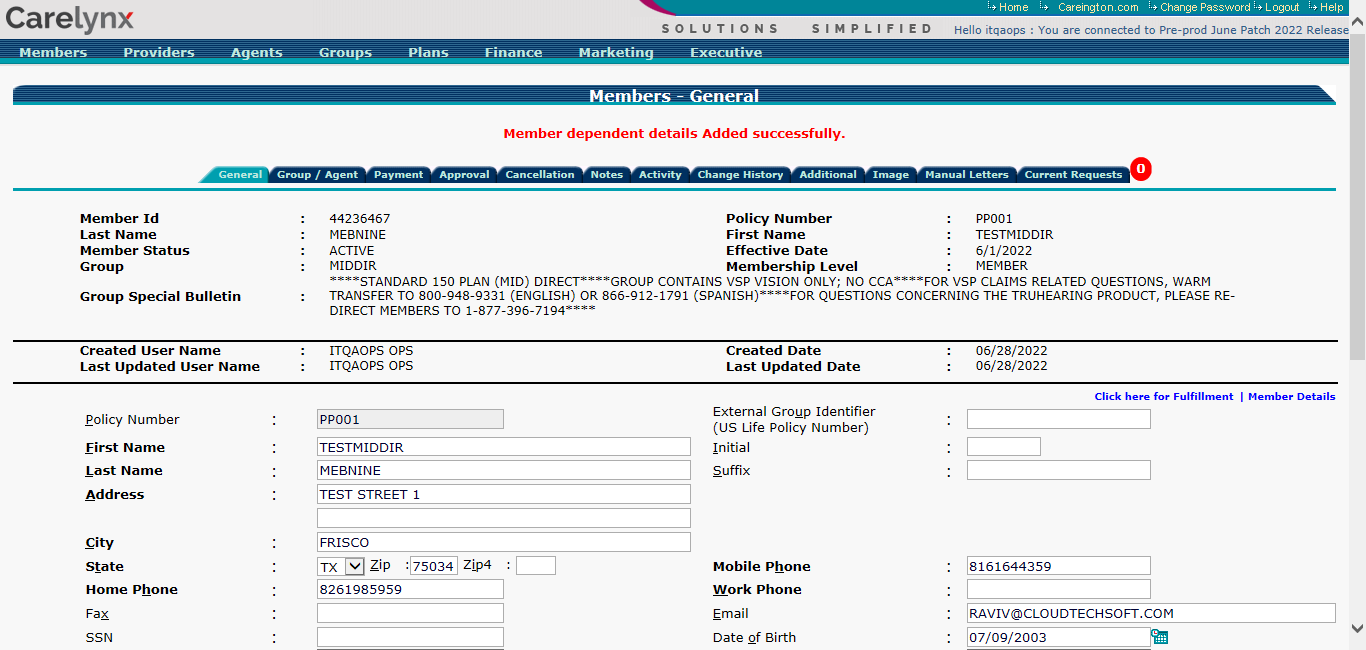 Carelynx
Home Careington.com Change Password Logout Help
SOLUTIONS SIMPLIFIED
Hello itqaops : You are connected to Pre-prod June Patch 2022 Release
Members Providers Agents Groups Plans Finance Marketing Executive
Members - General
Member dependent details Added successfully.
General Group / Agent Payment Approval Cancellation Notes Activity Change History Additional Image Manual Letters Current Requests 0
Member Id : 44236467 Policy Number : PP001
Last Name : MEBNINE First Name : TESTMIDDIR
Member Status : ACTIVE Effective Date : 6/1/2022
Group : MIDDIR Membership Level : MEMBER
****STANDARD 150 PLAN (MID) DIRECT****GROUP CONTAINS VSP VISION ONLY; NO CCA****FOR VSP CLAIMS RELATED QUESTIONS, WARM
Group Special Bulletin : TRANSFER TO 800-948-9331 (ENGLISH) OR 866-912-1791 (SPANISH)****FOR QUESTIONS CONCERNING THE TRUHEARING PRODUCT, PLEASE RE-
DIRECT MEMBERS TO 1-877-396-7194****
Created User Name : ITQAOPS OPS Created Date : 06/28/2022
Last Updated User Name : ITQAOPS OPS Last Updated Date : 06/28/2022
Click here for Fulfillment | Member Details
Policy Number : PP001 External Group Identifier :
(US Life Policy Number)
First Name : TESTMIDDIR Initial :
Last Name : MEBNINE Suffix :
Address : TEST STREET 1
City : FRISCO
State : TX Zip : 75034 Zip4 : Mobile Phone : 8161644359
Home Phone : 8261985959 Work Phone :
Fax : Email : RAVIV@CLOUDTECHSOFT.COM
SSN : Date of Birth : 07/09/2003